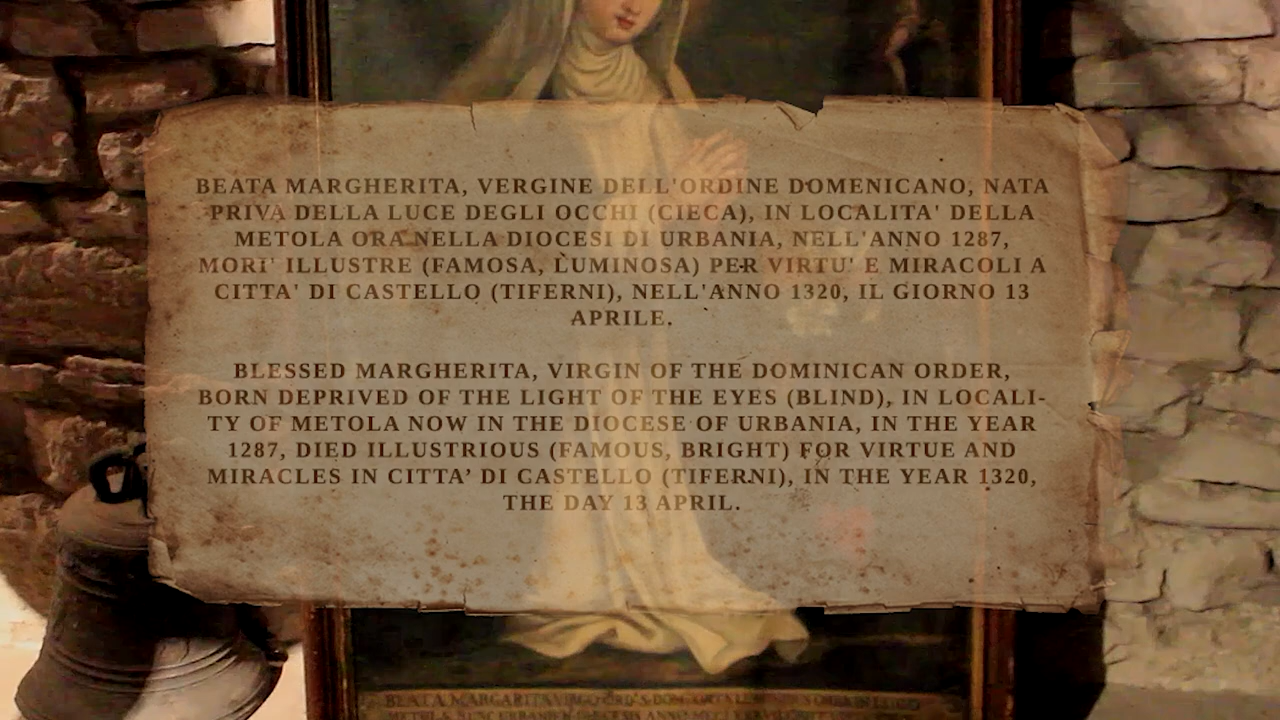 BEATA MARGHERITA, VERGINE DELL'ORDINE DOMENICANO, NATA
PRIVA DELLA LUCE DEGLI OCCHI (CIECA), IN LOCALITA' DELLA
METOLA ORA NELLA DIOCESI DI URBANIA, NELL'ANNO 1287,
MORI' ILLUSTRE (FAMOSA, LUMINOSA) PER VIRTU' E MIRACOLI A
CITTA' DI CASTELLO (TIFERNI), NELL'ANNO 1320, IL GIORNO 13
APRILE.
BLESSED MARGHERITA, VIRGIN OF THE DOMINICAN ORDER,
BORN DEPRIVED OF THE LIGHT OF THE EYES (BLIND), IN LOCALI-
TY OF METOLA NOW IN THE DIOCESE OF URBANIA, IN THE YEAR
1287, DIED ILLUSTRIOUS (FAMOUS, BRIGHT) FOR VIRTUE AND
MIRACLES IN CITTA’ DI CASTELLO (TIFERNI), IN THE YEAR 1320,
THE DAY 13 APRIL.
BEATA MARGARITA VIRGO